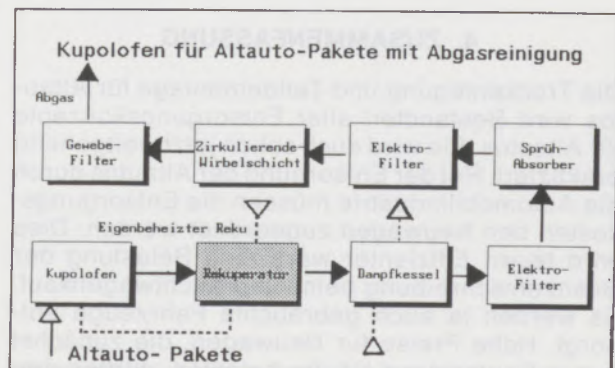 Kupolofen für Altauto-Pakete mit Abgasreinigung
Abgas
Gewebe-
Filter
Zirkulierende
Wirbelschicht
Elektro-
Filter
Sprüh-
Absorber
Eigenbeheizter Reku
Kupolofen
Rekuperator
Dampfkessel
Elektro-
Filter
Altauto- Pakete